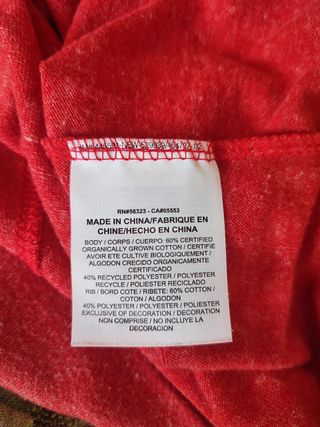 RN#56323 - CA#05553
MADE IN CHINA/FABRIQUE EN
CHINE/HECHO EN CHINA
BODY / CORPS / CUERPO: 60% CERTIFIED
ORGANICALLY GROWN COTTON / CERTIFIE
AVOIR ETE CULTIVE BIOLOGIQUEMENT /
ALGODON CRECIDO ORGANICAMENTE
CERTIFICADO
40% RECYCLED POLYESTER / POLYESTER
RECYCLE / POLIESTER RECICLADO
RIB / BORD COTE / RIBETE: 60% COTTON /
COTON / ALGODON
40% POLYESTER / POLYESTER / POLIESTER
EXCLUSIVE OF DECORATION / DECORATION
NON COMPRISE / NO INCLUYE LA
DECORACION